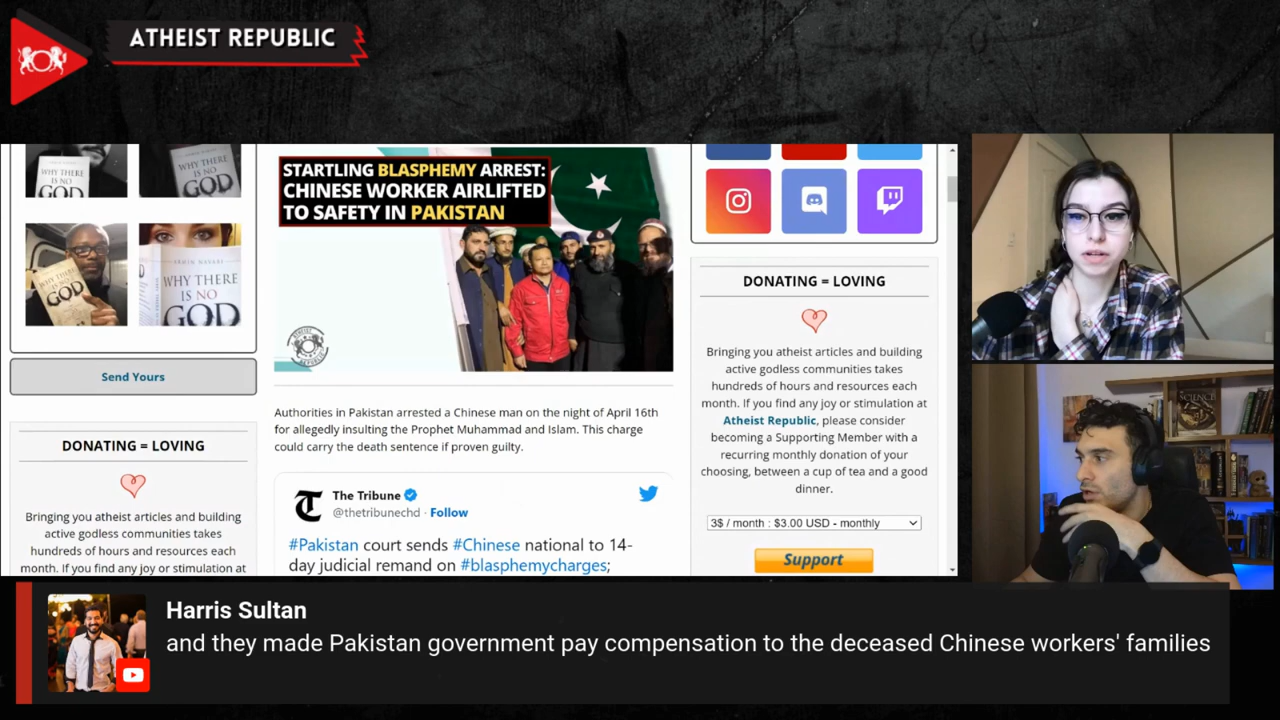 ATHEIST REPUBLIC
WHY THERE
IS NO
GOD
STARTLING BLASPHEMY ARREST:
CHINESE WORKER AIRLIFTED
TO SAFETY IN PAKISTAN
ATHEIST
REPUBLIC
Send Yours
DONATING = LOVING
Bringing you atheist articles and building
active godless communities takes
hundreds of hours and resources each
month. If you find any joy or stimulation at
Authorities in Pakistan arrested a Chinese man on the night of April 16th
for allegedly insulting the Prophet Muhammad and Islam. This charge
could carry the death sentence if proven guilty.
The Tribune
@thetribunechd · Follow
#Pakistan court sends #Chinese national to 14-
day judicial remand on #blasphemycharges;
DONATING = LOVING
Bringing you atheist articles and building
active godless communities takes
hundreds of hours and resources each
month. If you find any joy or stimulation at
Atheist Republic, please consider
becoming a Supporting Member with a
recurring monthly donation of your
choosing, between a cup of tea and a good
dinner.
3$ / month : $3.00 USD - monthly
Support
SCIENCE
Harris Sultan
and they made Pakistan government pay compensation to the deceased Chinese workers' families